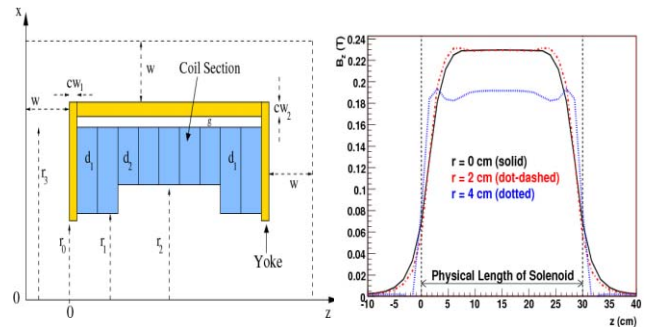 x
w
cw₁
Coil Section
w
cw₂
g
d₁
d₂
d₁
w
r₃
r₀
r₁
r₂
Yoke
0
0
z
B_z (T)
0.24
0.22
0.2
0.18
0.16
0.14
0.12
0.1
0.08
0.06
0.04
0.02
0
r = 0 cm (solid)
r = 2 cm (dot-dashed)
r = 4 cm (dotted)
Physical Length of Solenoid
-10 -5 0 5 10 15 20 25 30 35 40
z (cm)